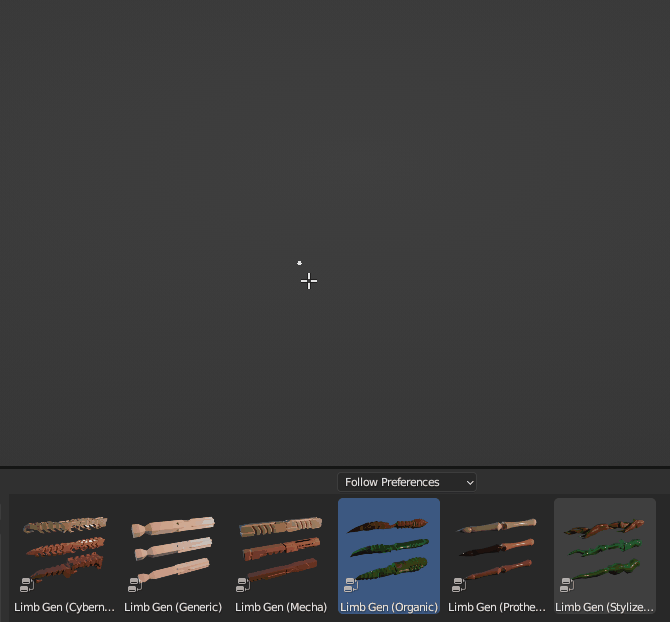 Follow Preferences
Limb Gen (Cybern...
Limb Gen (Generic)
Limb Gen (Mecha)
Limb Gen (Organic)
Limb Gen (Prothe...
Limb Gen (Stylize...